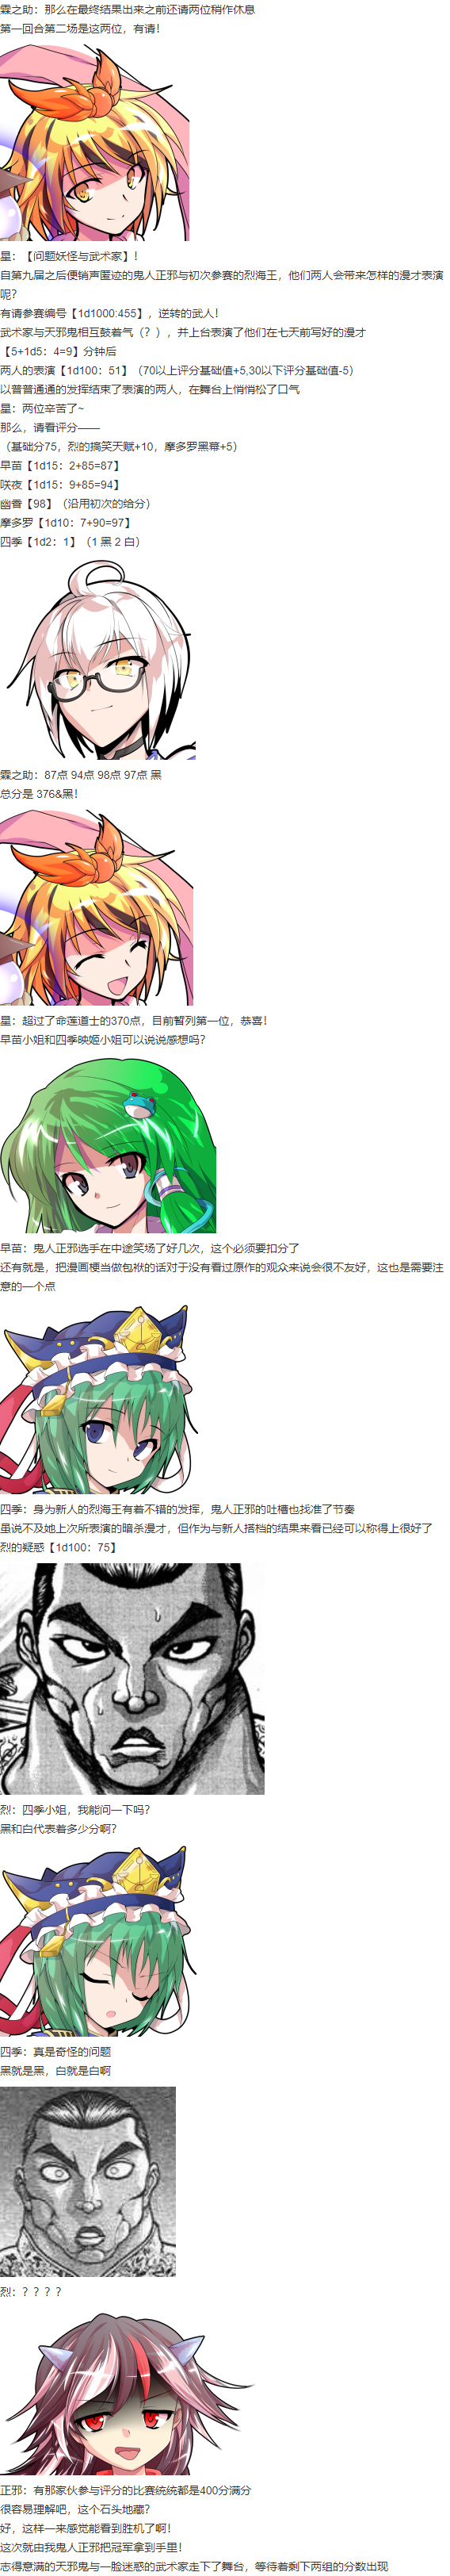 霖之助：那么在最终结果出来之前还请两位稍作休息
第一回合第二场是这两位，有请！
星：【问题妖怪与武术家】！
自第九届之后便销声匿迹的鬼人正邪与初次参赛的烈海王，他们两人会带来怎样的漫才表演
呢？
有请参赛编号【1d1000:455】，逆转的武人！
武术家与天邪鬼相互鼓着气（？），并上台表演了他们在七天前写好的漫才
【5+1d5：4=9】分钟后
两人的表演【1d100：51】（70以上评分基础值+5,30以下评分基础值-5）
以普普通通的发挥结束了表演的两人，在舞台上悄悄松了口气
星：两位辛苦了~
那么，请看评分——
（基础分75，烈的搞笑天赋+10，摩多罗黑幕+5）
早苗【1d15：2+85=87】
咲夜【1d15：9+85=94】
幽香【98】（沿用初次的给分）
摩多罗【1d10：7+90=97】
四季【1d2：1】（1 黑 2 白）
霖之助：87点 94点 98点 97点 黑
总分是 376&黑！
星：超过了命莲道士的370点，目前暂列第一位，恭喜！
早苗小姐和四季映姬小姐可以说说感想吗？
早苗：鬼人正邪选手在中途笑场了好几次，这个必须要扣分了
还有就是，把漫画梗当做包袱的话对于没有看过原作的观众来说会很不友好，这也是需要注
意的一个点
四季：身为新人的烈海王有着不错的发挥，鬼人正邪的吐槽也找准了节奏
虽说不及她上次所表演的暗杀漫才，但作为与新人搭档的结果来看已经可以称得上很好了
烈的疑惑【1d100：75】
烈：四季小姐，我能问一下吗？
黑和白代表着多少分啊？
四季：真是奇怪的问题
黑就是黑，白就是白啊
烈：？？？？
正邪：有那家伙参与评分的比赛统统都是400分满分
很容易理解吧，这个石头地藏？
好，这样一来感觉能看到胜机了啊！
这次就由我鬼人正邪把冠军拿到手里！
志得意满的天邪鬼与一脸迷惑的武术家走下了舞台，等待着剩下两组的分数出现